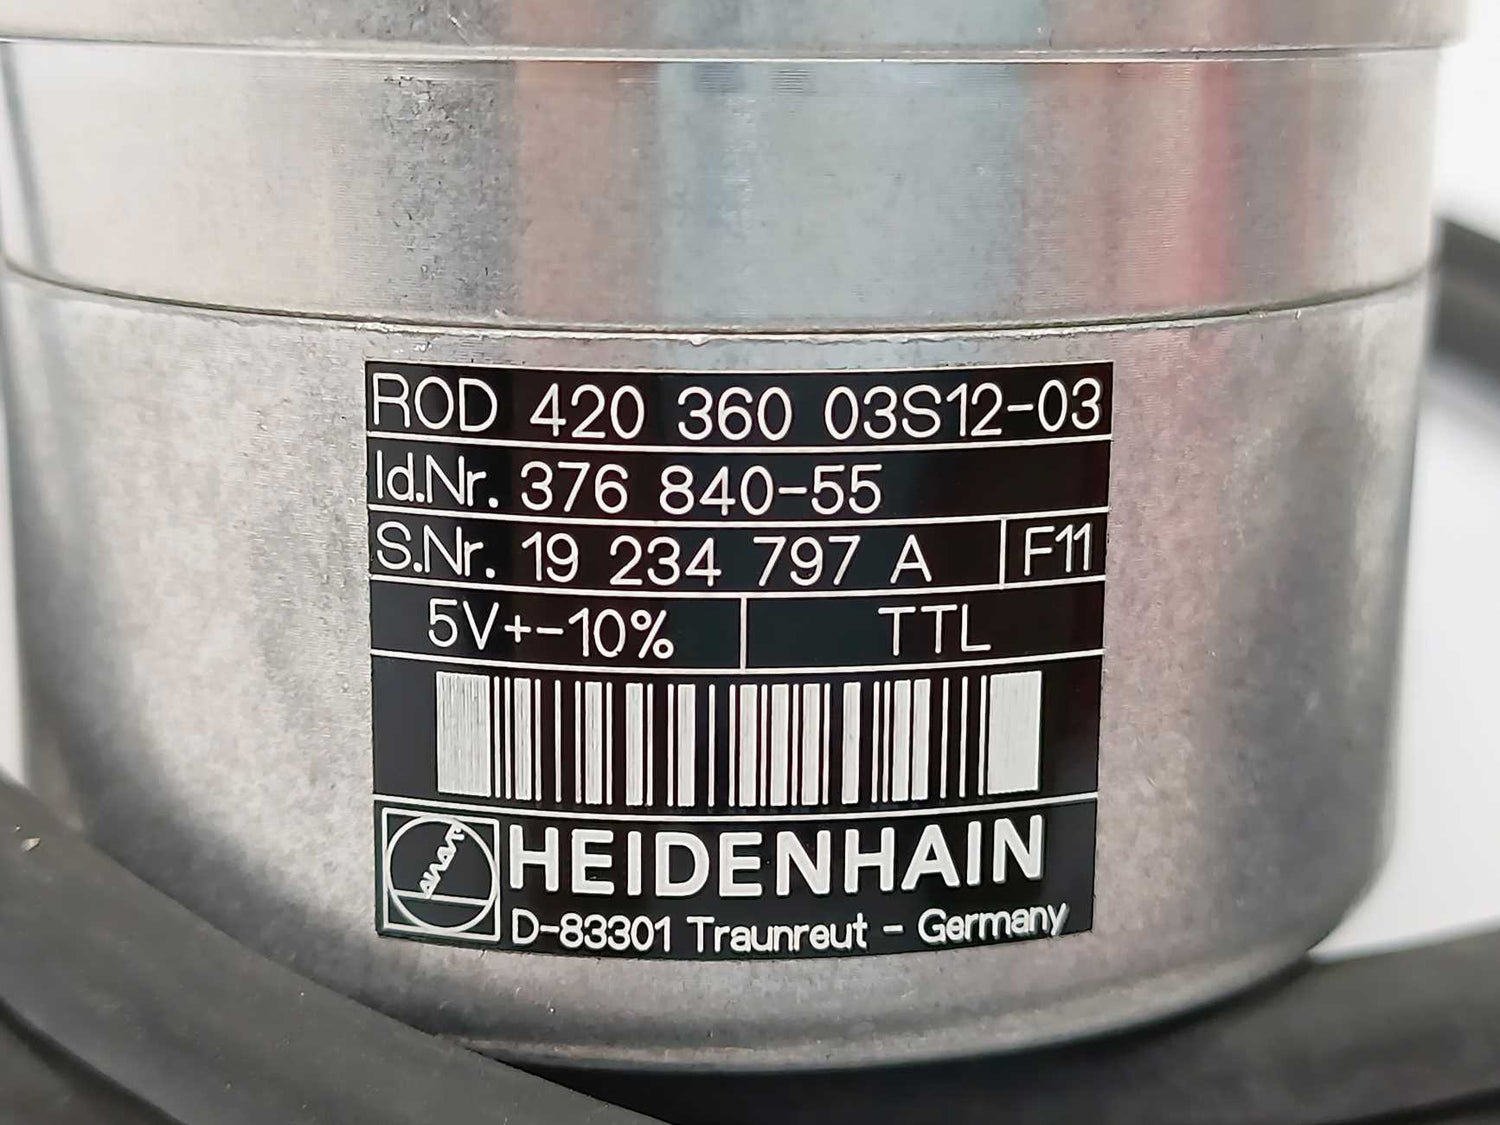 ROD 420 360 03S12-03
Id.Nr. 376 840-55
S.Nr. 19 234 797 A F11
5V+-10% TTL
HEIDENHAIN
D-83301 Traunreut - Germany